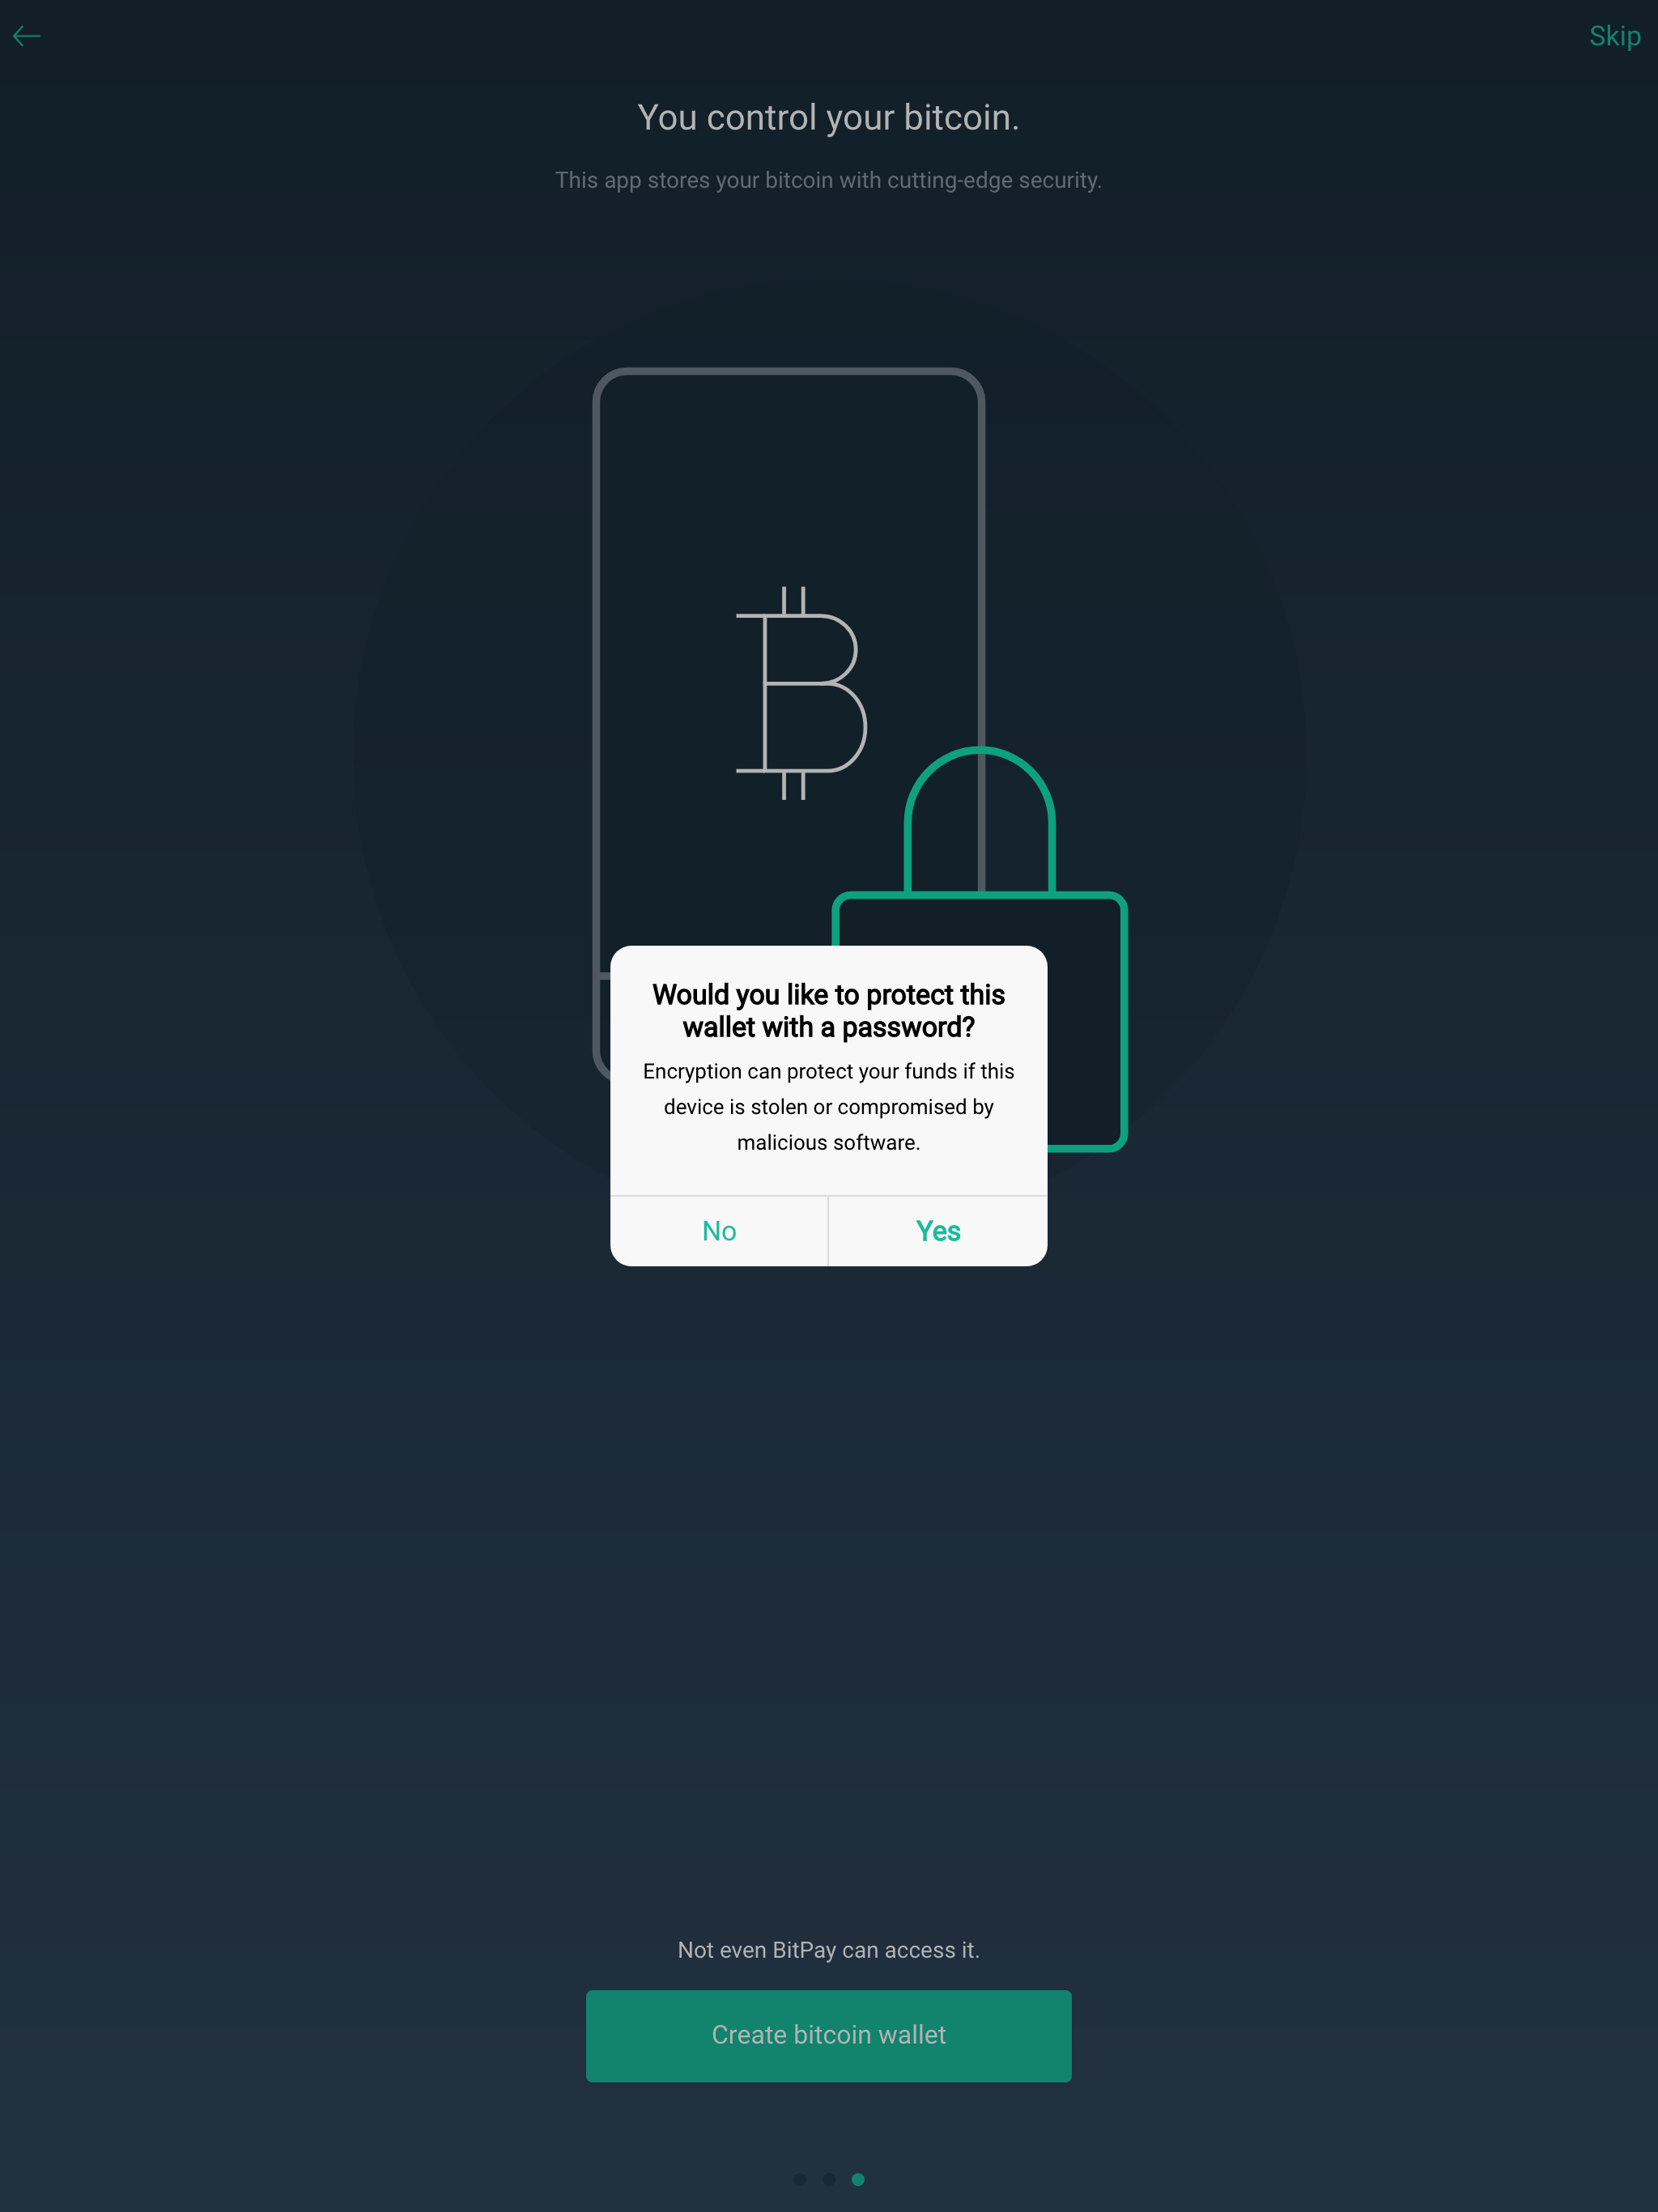 Skip
You control your bitcoin.
This app stores your bitcoin with cutting-edge security.
Would you like to protect this
wallet with a password?
Encryption can protect your funds if this
device is stolen or compromised by
malicious software.
No
Yes
Not even BitPay can access it.
Create bitcoin wallet